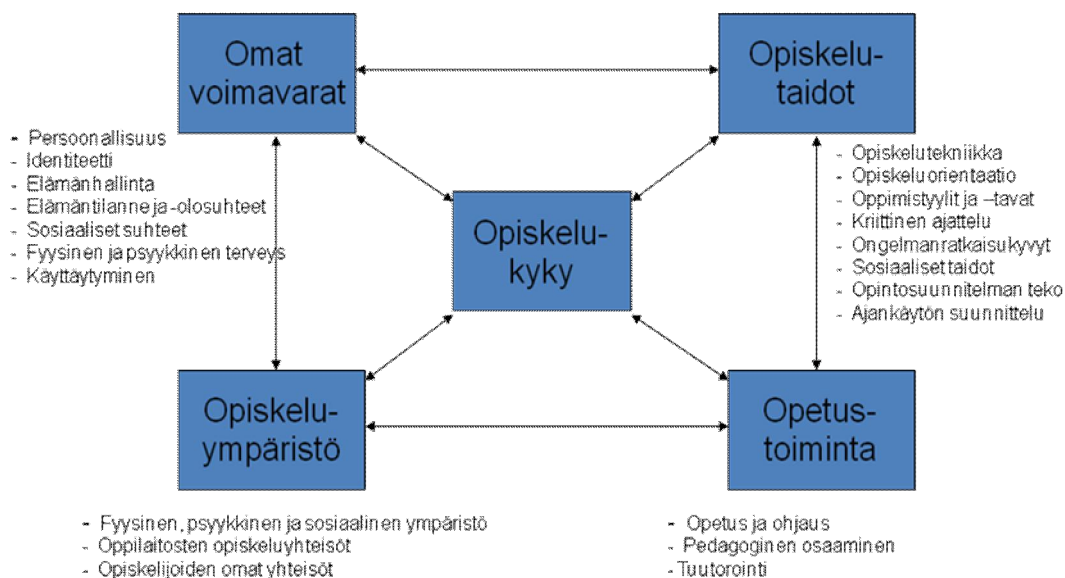 Omat
voimavarat
Opiskelu-
taidot
- Persoonallisuus
- Identiteetti
- Elämänhallinta
- Elämäntilanne ja -olosuhteet
- Sosiaaliset suhteet
- Fyysinen ja psyykkinen terveys
- Käyttäytyminen
- Opiskelutekniikka
- Opiskeluorientaatio
- Oppimistyylit ja –tavat
- Kriittinen ajattelu
- Ongelmanratkaisukyvyt
- Sosiaaliset taidot
- Opintosuunnitelman teko
- Ajankäytön suunnittelu
Opiskelu-
kyky
Opiskelu-
ympäristö
Opetus-
toiminta
- Fyysinen, psyykkinen ja sosiaalinen ympäristö
- Oppilaitosten opiskeluyhteisöt
- Opiskelijoiden omat yhteisöt
- Opetus ja ohjaus
- Pedagoginen osaaminen
-Tuutorointi